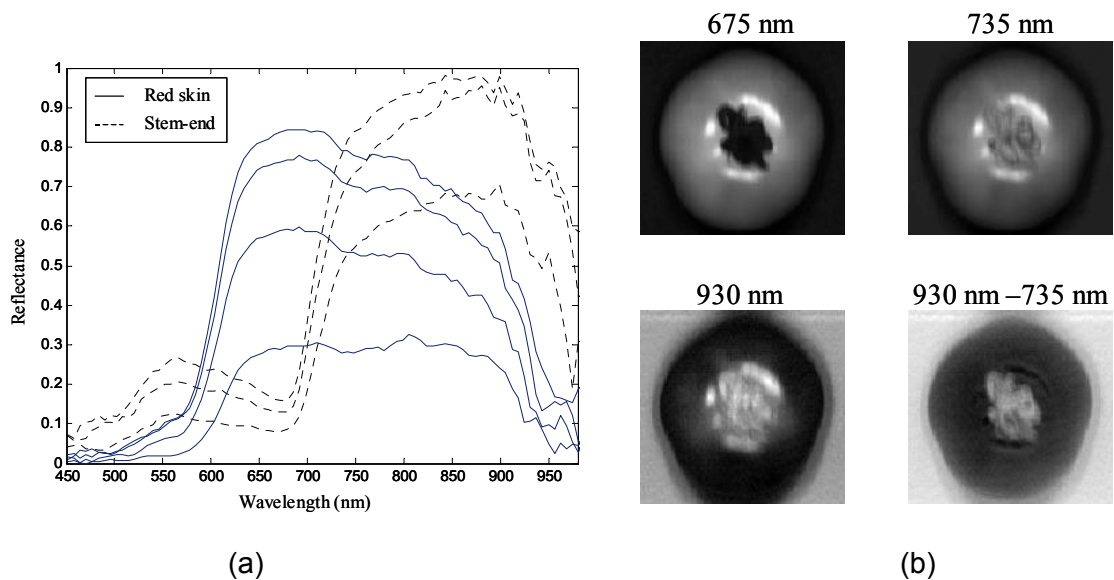 675 nm
735 nm
1
0.9
0.8
0.7
0.6
0.5
0.4
0.3
0.2
0.1
0
Reflectance
Red skin
Stem-end
450 500 550 600 650 700 750 800 850 900 950
Wavelength (nm)
930 nm
930 nm –735 nm
(a)
(b)